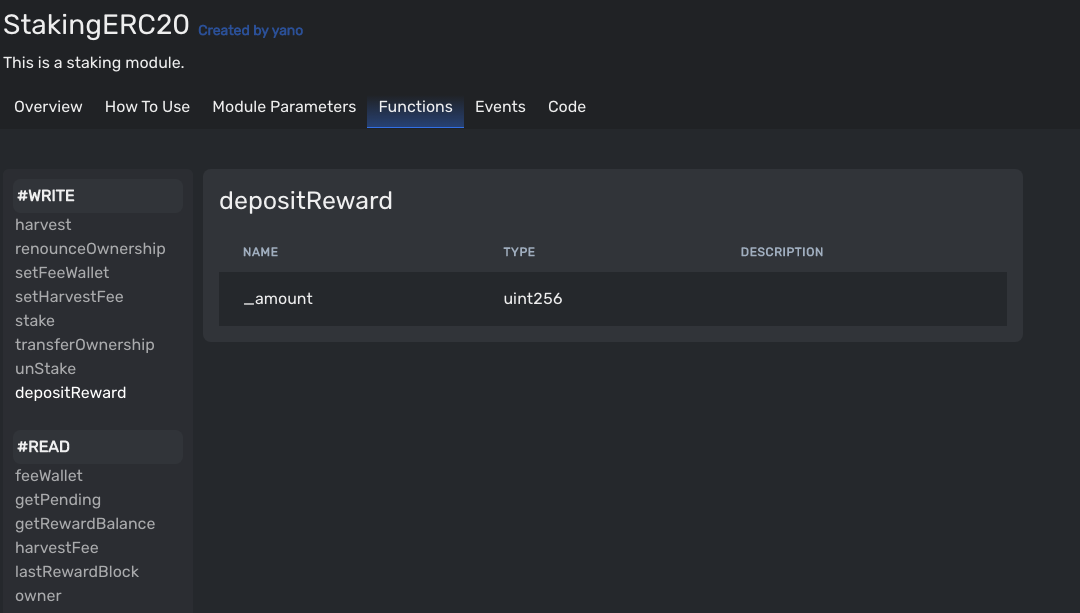 StakingERC20 Created by yano
This is a staking module.
Overview How To Use Module Parameters Functions Events Code
#WRITE
harvest
renounceOwnership
setFeeWallet
setHarvestFee
stake
transferOwnership
unStake
depositReward
#READ
feeWallet
getPending
getRewardBalance
harvestFee
lastRewardBlock
owner
depositReward
NAME TYPE DESCRIPTION
_amount uint256